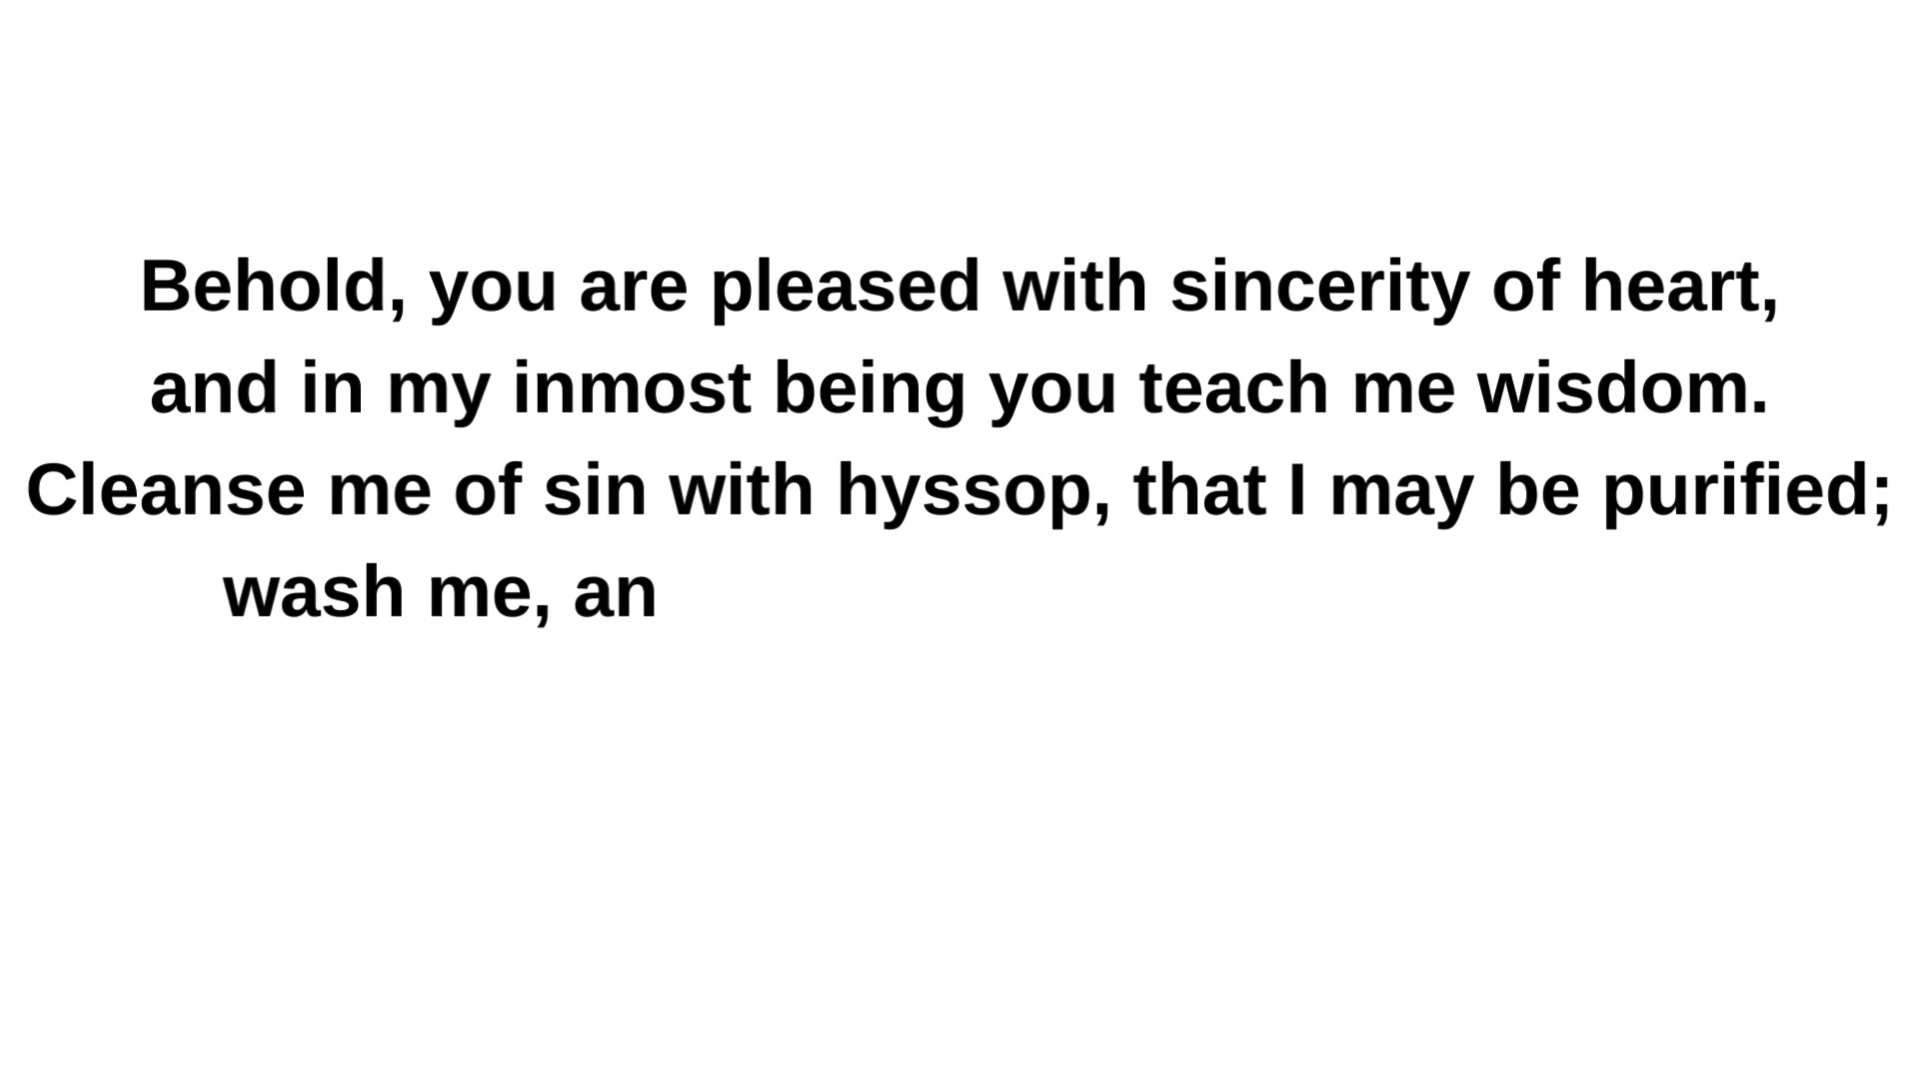 Behold, you are pleased with sincerity of heart,
and in my inmost being you teach me wisdom.
Cleanse me of sin with hyssop, that I may be purified;
wash me, an